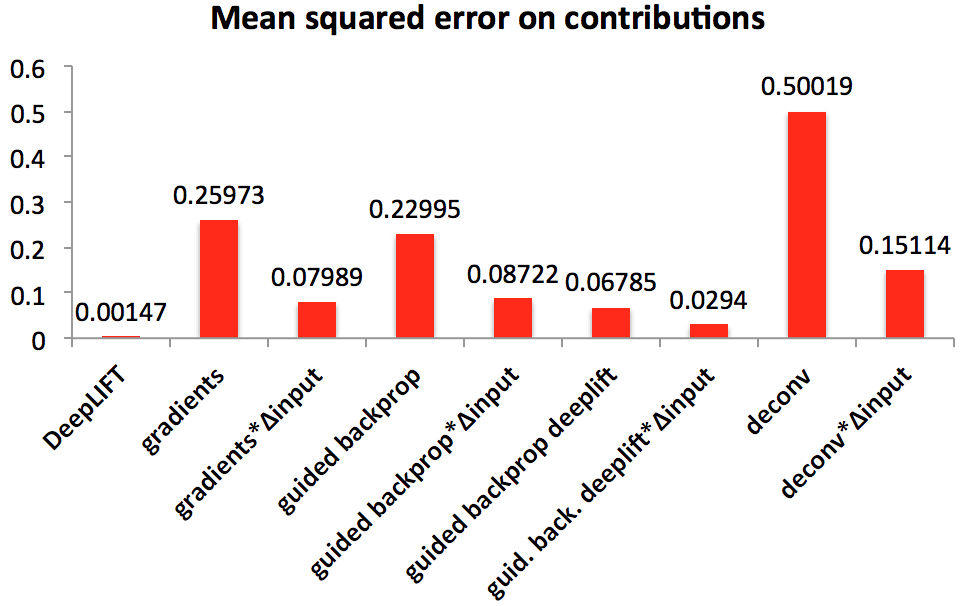 Mean squared error on contributions
0.6
0.5
0.4
0.3
0.2
0.1
0
0.00147
0.25973
0.07989
0.22995
0.08722
0.06785
0.0294
0.50019
0.15114
DeepLIFT
gradients
gradients*Δinput
guided backprop
guided backprop*Δinput
guided backprop deeplift
guid. back. deeplift*Δinput
deconv
deconv*Δinput